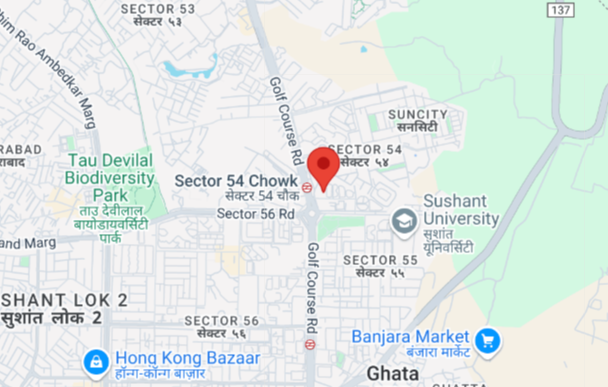 SECTOR 53
सेक्टर ५३
137
Bhim Rao Ambedkar Marg
Golf Course Rd
SUNCITY
सनसिटी
RABAD
राबाद
SECTOR 54
सेक्टर ५४
Tau Devilal
Biodiversity
Park
ताउ देवीलाल
बायोडायवर्सिटी
पार्क
Sector 54 Chowk
सेक्टर 54 चौक
Sector 56 Rd
Sushant
University
सुशांत
यूनिवर्सिटी
and Marg
Golf Course Rd
SECTOR 55
सेक्टर ५५
SHANT LOK 2
सुशांत लोक 2
SECTOR 56
सेक्टर ५६
Banjara Market
बंजारा मार्केट
Hong Kong Bazaar
हॉन्ग-कॉन्ग बाज़ार
Ghata